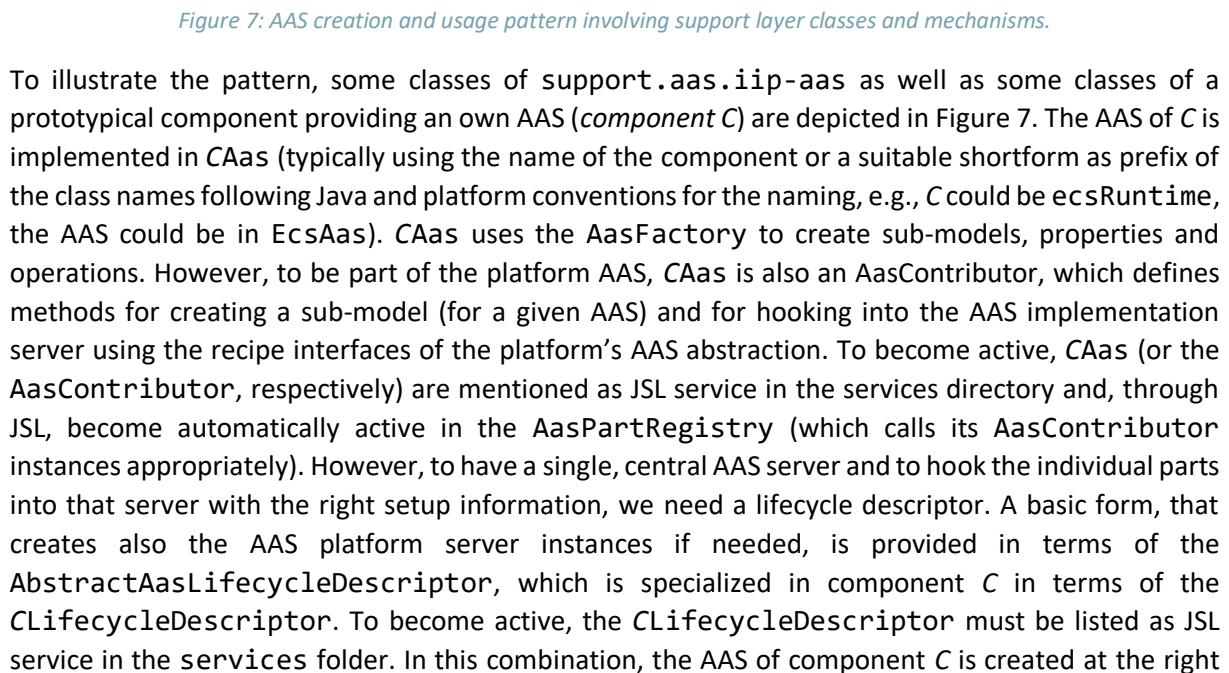 Figure 7: AAS creation and usage pattern involving support layer classes and mechanisms.
To illustrate the pattern, some classes of support.aas.iip-aas as well as some classes of a
prototypical component providing an own AAS (component C) are depicted in Figure 7. The AAS of C is
implemented in CAas (typically using the name of the component or a suitable shortform as prefix of
the class names following Java and platform conventions for the naming, e.g., C could be ecsRuntime,
the AAS could be in EcsAas). CAas uses the AasFactory to create sub-models, properties and
operations. However, to be part of the platform AAS, CAas is also an AasContributor, which defines
methods for creating a sub-model (for a given AAS) and for hooking into the AAS implementation
server using the recipe interfaces of the platform’s AAS abstraction. To become active, CAas (or the
AasContributor, respectively) are mentioned as JSL service in the services directory and, through
JSL, become automatically active in the AasPartRegistry (which calls its AasContributor
instances appropriately). However, to have a single, central AAS server and to hook the individual parts
into that server with the right setup information, we need a lifecycle descriptor. A basic form, that
creates also the AAS platform server instances if needed, is provided in terms of the
AbstractAasLifecycleDescriptor, which is specialized in component C in terms of the
CLifecycleDescriptor. To become active, the CLifecycleDescriptor must be listed as JSL
service in the services folder. In this combination, the AAS of component C is created at the right